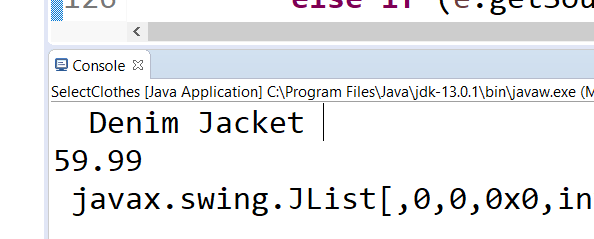 126 else if (e.getSou
Console
SelectClothes [Java Application] C:\Program Files\Java\jdk-13.0.1\bin\javaw.exe (M
Denim Jacket
59.99
javax.swing.JList[,0,0,0x0,in